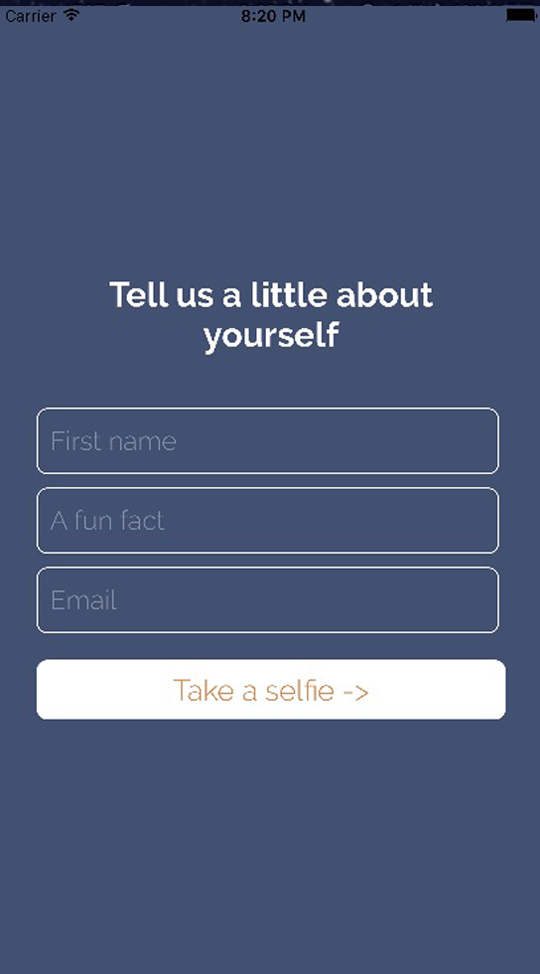 Carrier 8:20 PM
Tell us a little about
yourself
First name
A fun fact
Email
Take a selfie ->